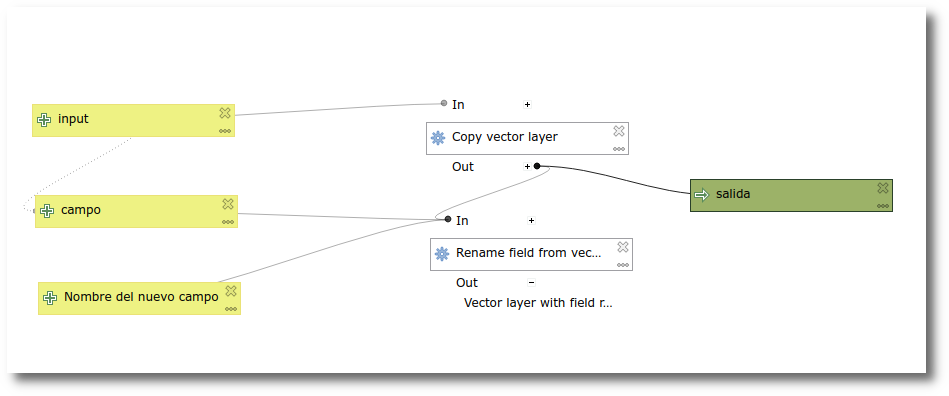 In
input
Copy vector layer
Out
salida
campo
In
Rename field from vec...
Out
Nombre del nuevo campo
Vector layer with field r...